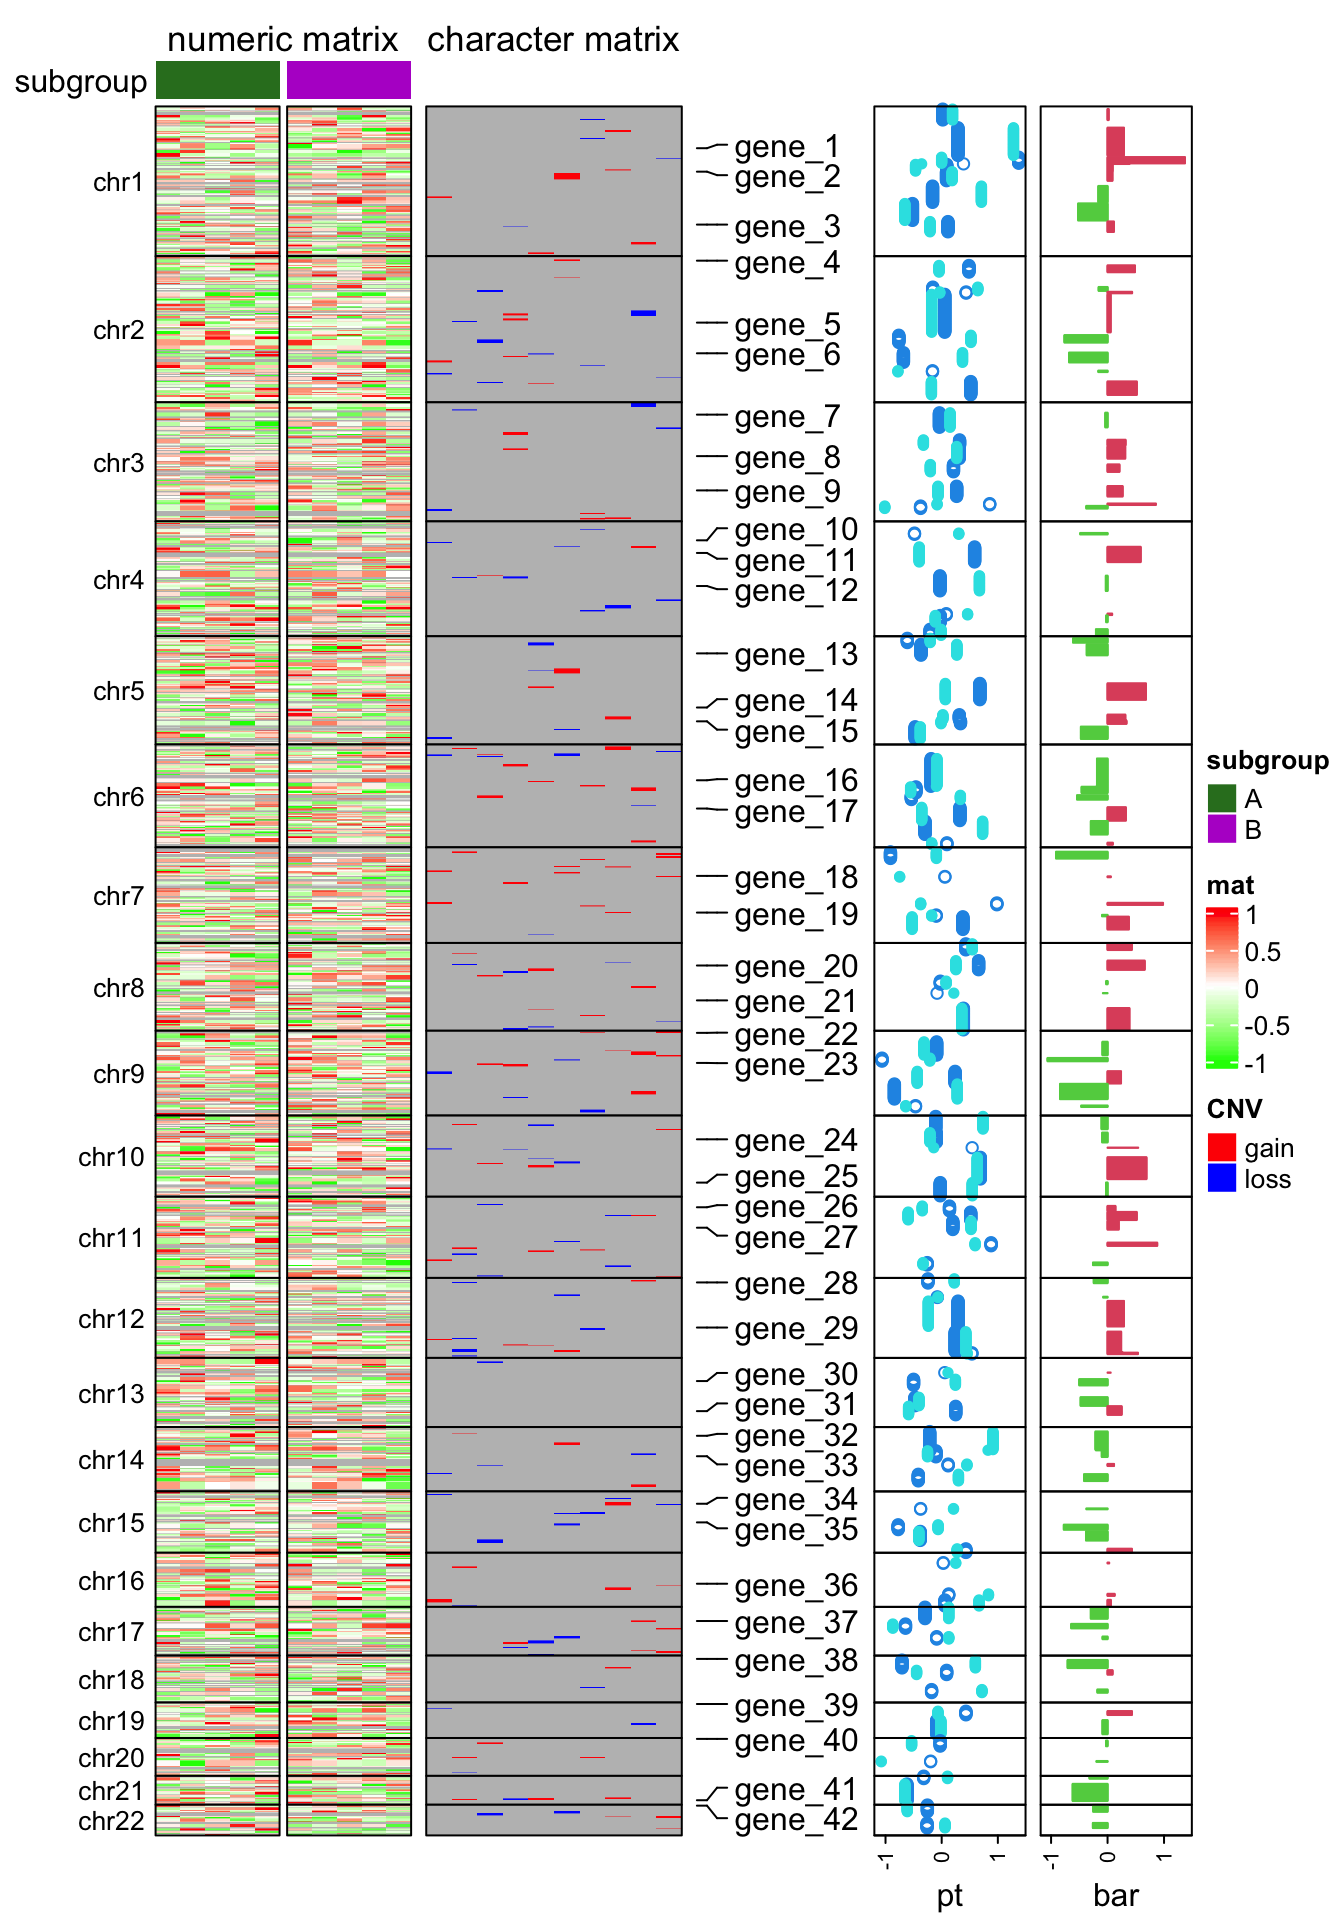 numeric matrix
character matrix
subgroup
chr1
chr2
chr3
chr4
chr5
chr6
chr7
chr8
chr9
chr10
chr11
chr12
chr13
chr14
chr15
chr16
chr17
chr18
chr19
chr20
chr21
chr22
gene_1
gene_2
gene_3
gene_4
gene_5
gene_6
gene_7
gene_8
gene_9
gene_10
gene_11
gene_12
gene_13
gene_14
gene_15
gene_16
gene_17
gene_18
gene_19
gene_20
gene_21
gene_22
gene_23
gene_24
gene_25
gene_26
gene_27
gene_28
gene_29
gene_30
gene_31
gene_32
gene_33
gene_34
gene_35
gene_36
gene_37
gene_38
gene_39
gene_40
gene_41
gene_42
-1 0 1
pt
-1 0 1
bar
subgroup
A
B
mat
1
0.5
0
-0.5
-1
CNV
gain
loss